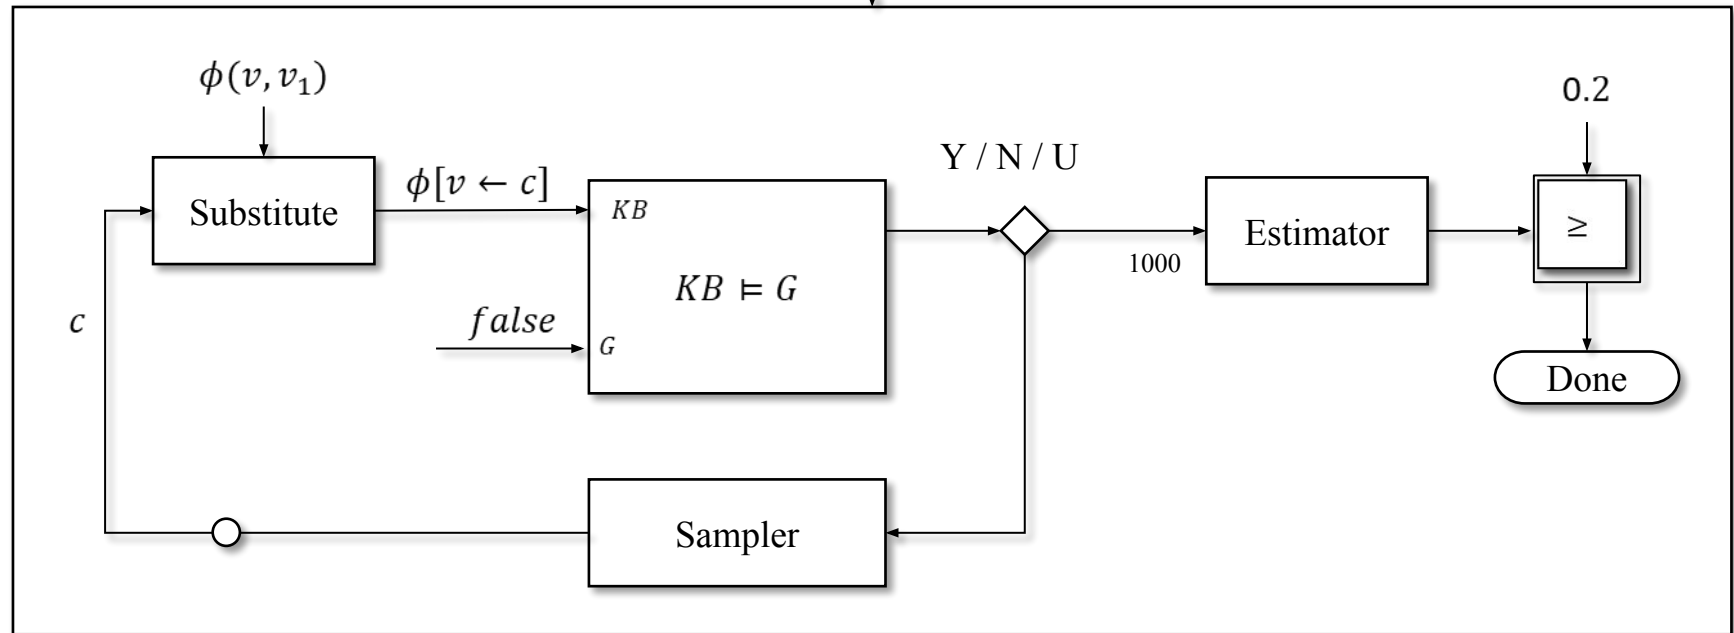 ϕ(v, v₁)
0.2
Y / N / U
Substitute
ϕ[v ← c]
KB
Estimator
≥
1000
KB ⊨ G
c
false
G
Done
Sampler